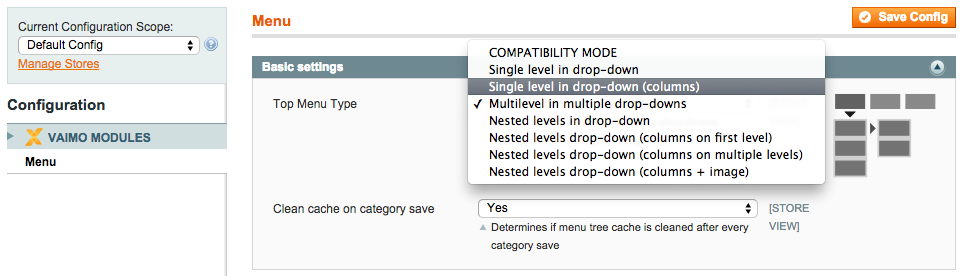 Current Configuration Scope:
Default Config
Manage Stores
Configuration
VAIMO MODULES
Menu
Menu
Save Config
Basic settings
Top Menu Type
COMPATIBILITY MODE
Single level in drop-down
Single level in drop-down (columns)
✓ Multilevel in multiple drop-downs
Nested levels in drop-down
Nested levels drop-down (columns on first level)
Nested levels drop-down (columns on multiple levels)
Nested levels drop-down (columns + image)
Clean cache on category save
Yes
[STORE
VIEW]
Determines if menu tree cache is cleaned after every
category save